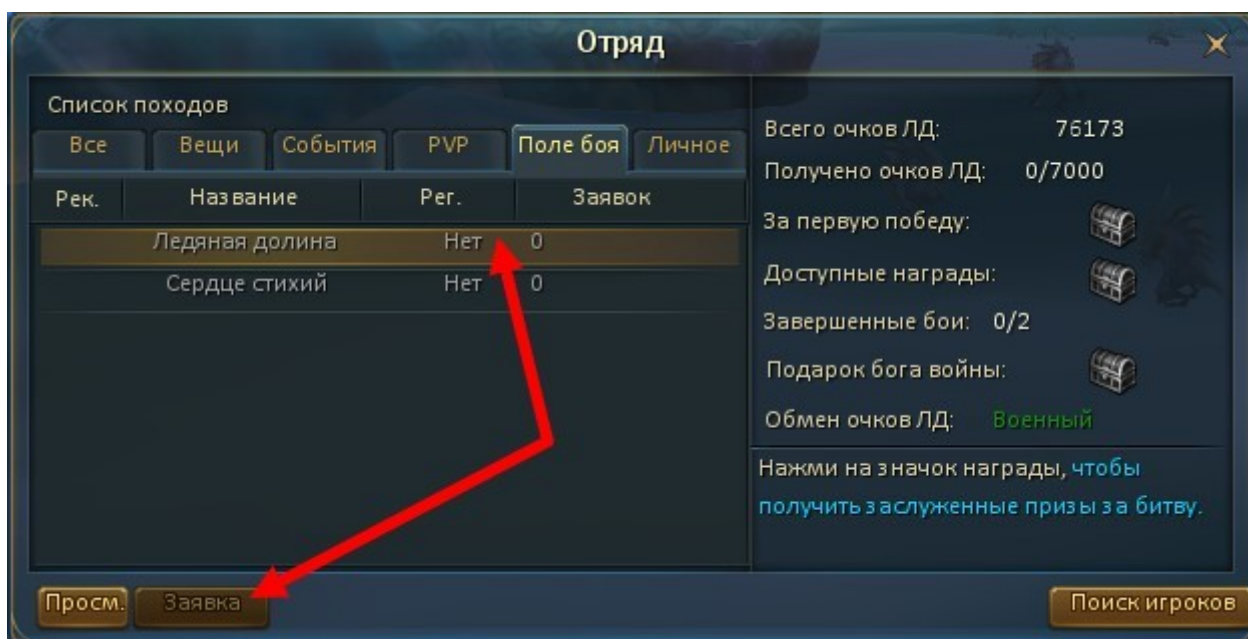 Отряд
Список походов
Все Вещи События PVP Поле боя Личное
Рек. Название Рег. Заявок
Ледяная долина Нет 0
Сердце стихий Нет 0
Всего очков ЛД: 76173
Получено очков ЛД: 0/7000
За первую победу:
Доступные награды:
Завершенные бои: 0/2
Подарок бога войны:
Обмен очков ЛД: Военный
Нажми на значок награды, чтобы
получить заслуженные призы за битву.
Просм. Заявка Поиск игроков